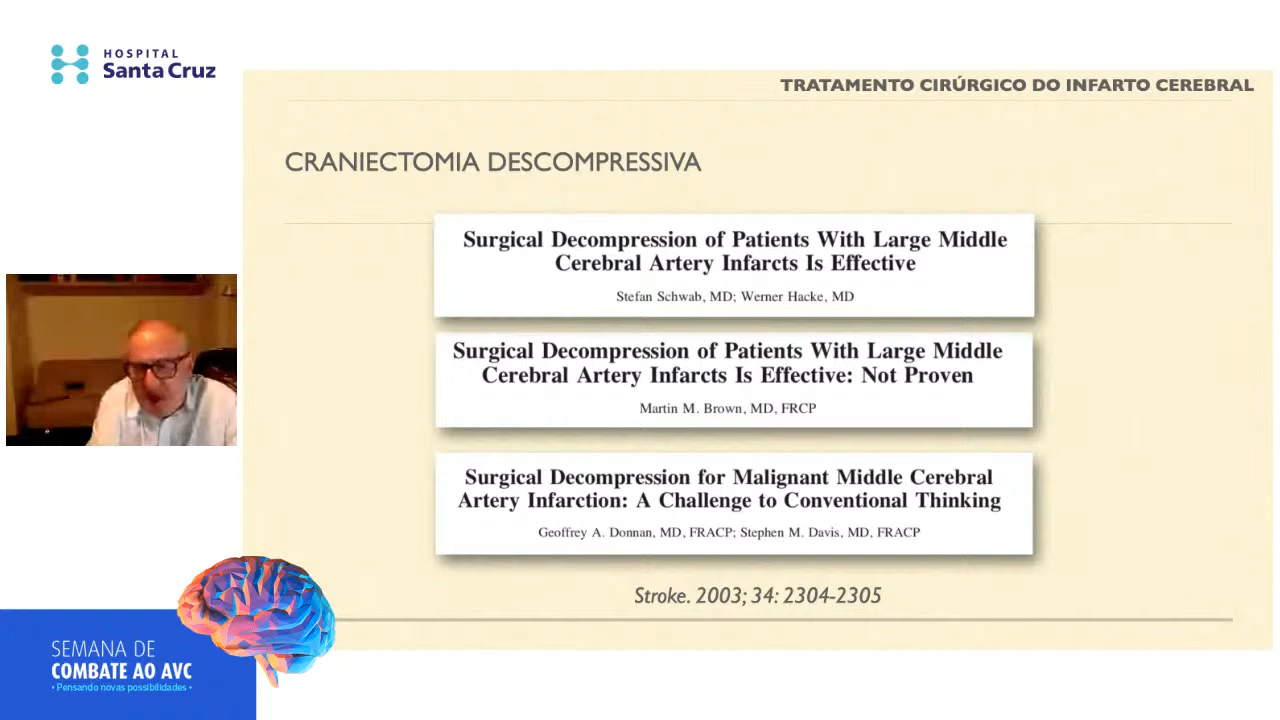 HOSPITAL
Santa Cruz
TRATAMENTO CIRÚRGICO DO INFARTO CEREBRAL
CRANIECTOMIA DESCOMPRESSIVA
Surgical Decompression of Patients With Large Middle
Cerebral Artery Infarcts Is Effective
Stefan Schwab, MD; Werner Hacke, MD
Surgical Decompression of Patients With Large Middle
Cerebral Artery Infarcts Is Effective: Not Proven
Martin M. Brown, MD, FRCP
Surgical Decompression for Malignant Middle Cerebral
Artery Infarction: A Challenge to Conventional Thinking
Geoffrey A. Donnan, MD, FRACP; Stephen M. Davis, MD, FRACP
Stroke. 2003; 34: 2304-2305
SEMANA DE
COMBATE AO AVC
• Pensando novas possibilidades •